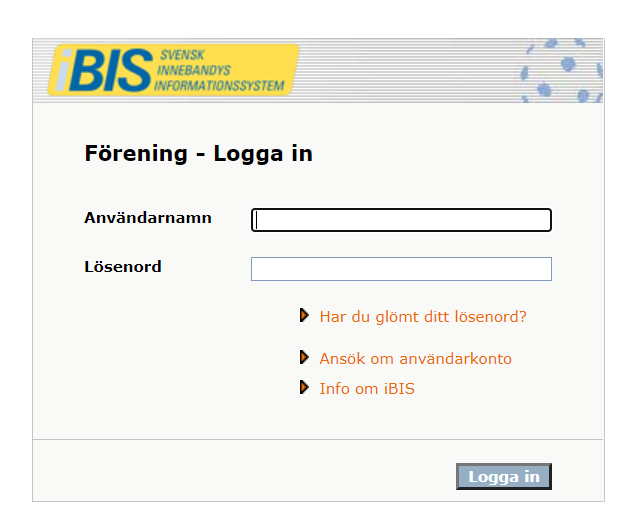 iBIS SVENSK
INNEBANDYS
INFORMATIONSSYSTEM
Förening - Logga in
Användarnamn
Lösenord
Har du glömt ditt lösenord?
Ansök om användarkonto
Info om iBIS
Logga in